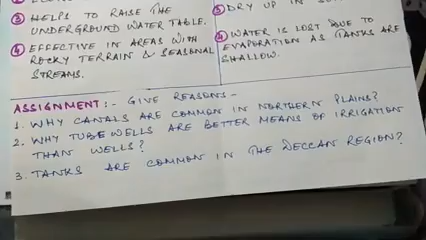 ③ HELPS TO RAISE THE
UNDERGROUND WATER TABLE.
④ EFFECTIVE IN AREAS WITH
ROCKY TERRAIN & SEASONAL
STREAMS.
③ DRY UP IN
④ WATER IS LOST DUE TO
EVAPORATION AS TANKS ARE
SHALLOW.
ASSIGNMENT:- GIVE REASONS-
1. WHY CANALS ARE COMMON IN NORTHERN PLAINS?
2. WHY TUBEWELLS ARE BETTER MEANS OF IRRIGATION
THAN WELLS?
3. TANKS ARE COMMON IN THE DECCAN REGION?